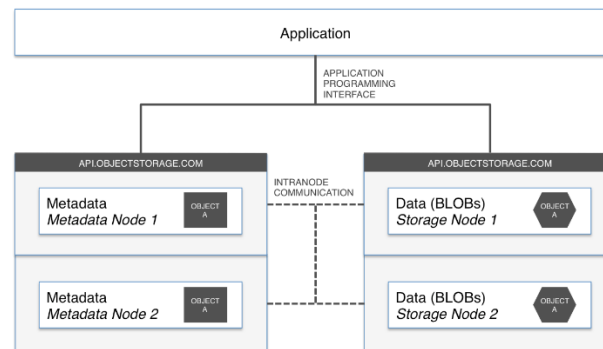 Application
APPLICATION
PROGRAMMING
INTERFACE
API.OBJECTSTORAGE.COM
API.OBJECTSTORAGE.COM
Metadata
Metadata Node 1
OBJECT
A
INTRANODE
COMMUNICATION
Data (BLOBs)
Storage Node 1
OBJECT
A
Metadata
Metadata Node 2
OBJECT
A
Data (BLOBs)
Storage Node 2
OBJECT
A